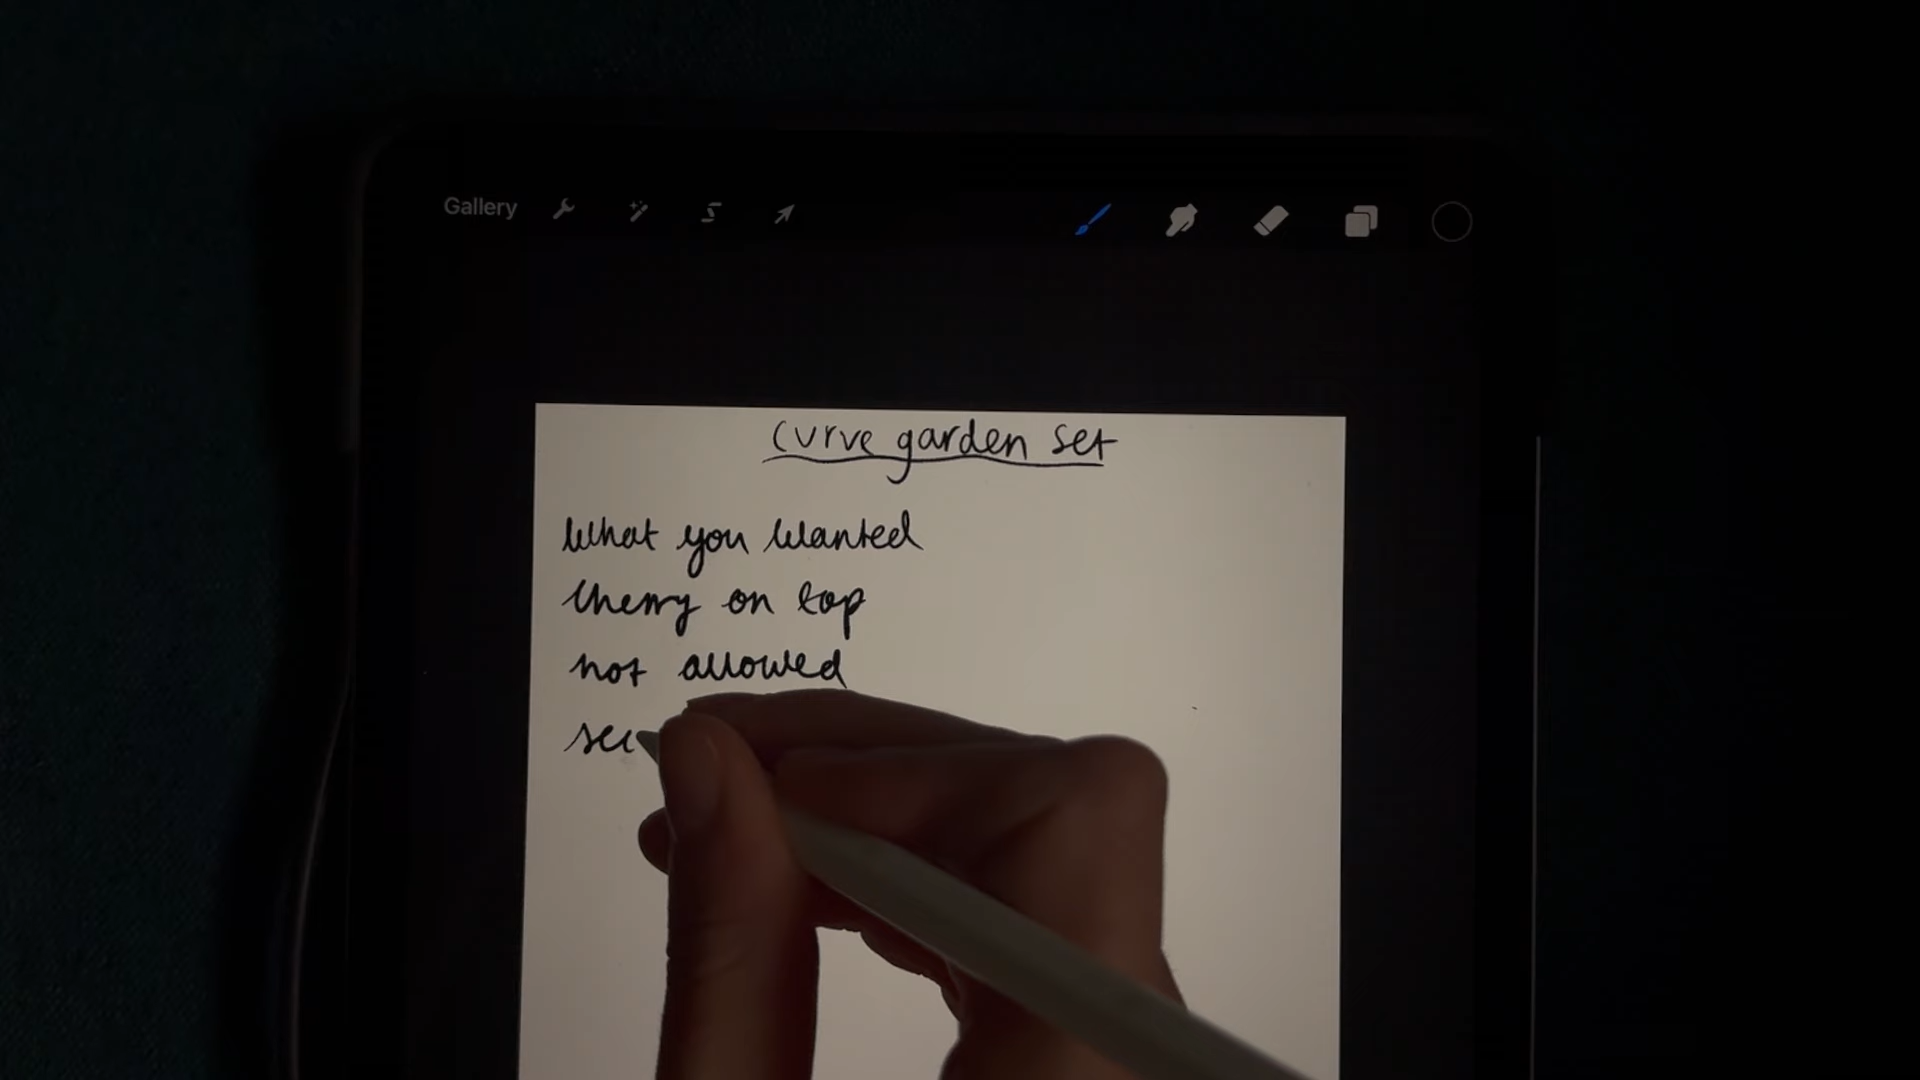 Gallery
curve garden set
What you wanted
Cherry on top
not allowed